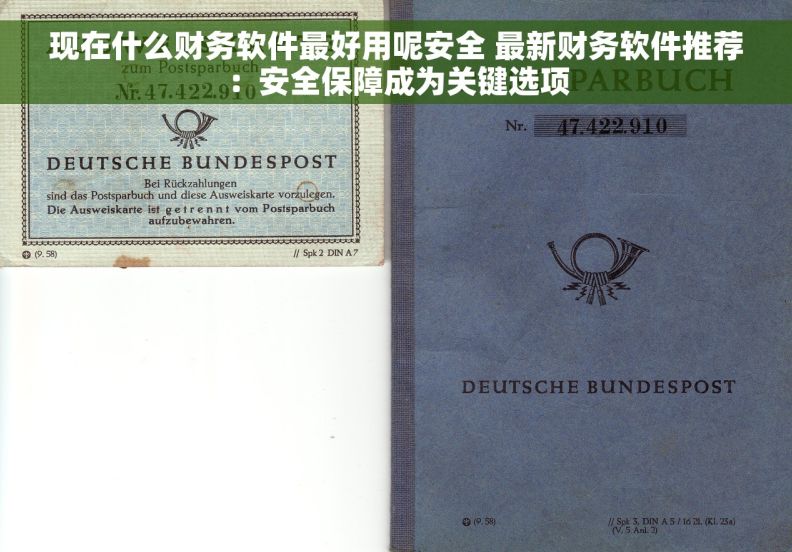 现在什么财务软件最好用呢安全 最新财务软件推荐
：安全保障成为关键选项
zum Postsparbuch
Nr. 47.422.910
DEUTSCHE BUNDESPOST
Bei Rückzahlungen
sind das Postsparbuch und diese Ausweiskarte vorzulegen.
Die Ausweiskarte ist getrennt vom Postsparbuch
aufzubewahren.
(9. 58)
// Spk 2 DIN A 7
SPARBUCH
Nr. 47.422.910
DEUTSCHE BUNDESPOST
(9. 58)
// Spk 3, DIN A 5 / 16 Bl. (Kl. 25a)
(V, 5 Anl. 2)